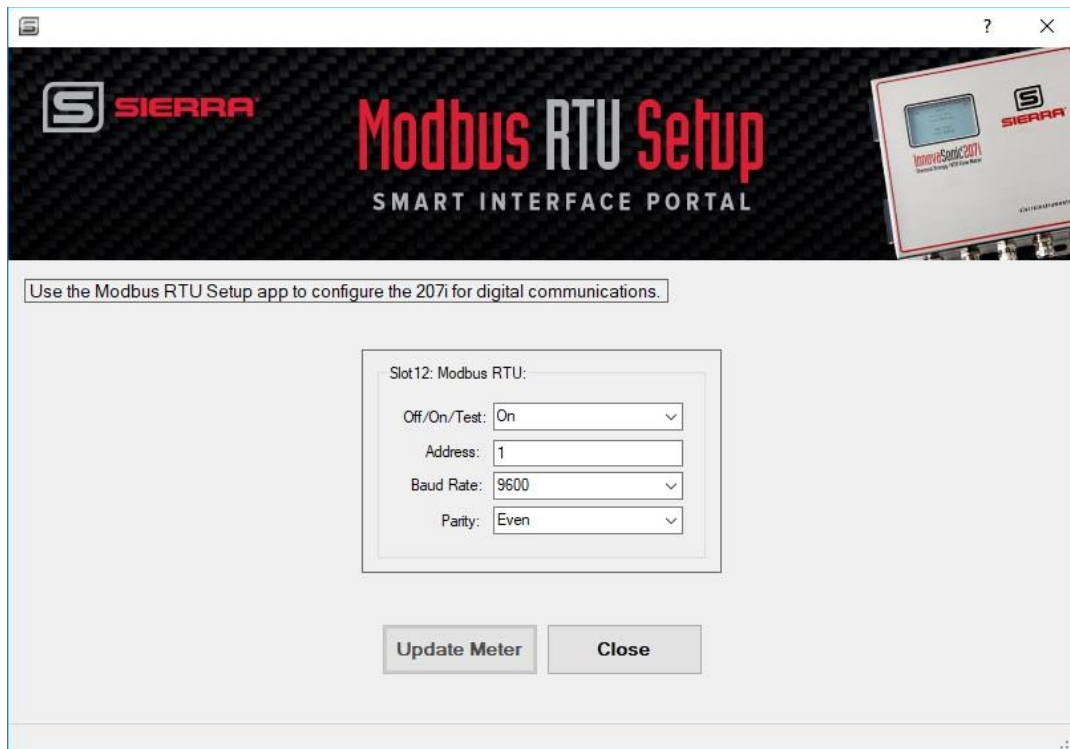 ?
SIERRA
Modbus RTU Setup
SMART INTERFACE PORTAL
SIERRA
InnovaSonic 207i
Use the Modbus RTU Setup app to configure the 207i for digital communications.
Slot12: Modbus RTU:
Off/On/Test: On
Address: 1
Baud Rate: 9600
Parity: Even
Update Meter Close